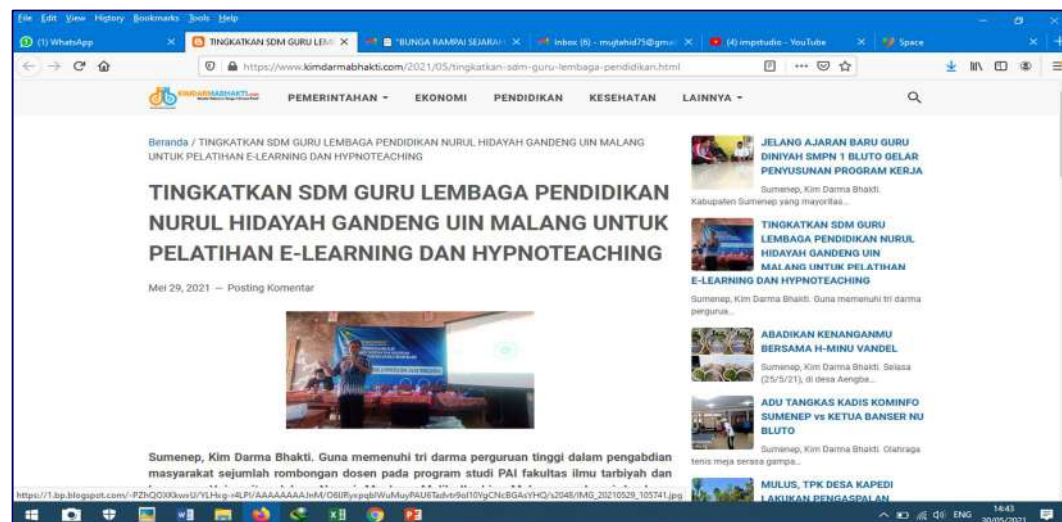 File Edit View History Bookmarks Tools Help
(1) WhatsApp
TINGKATKAN SDM GURU LEM
"BUNGA RAMPAI SEJARAH
Inbox (6) - mujtahid75@gmai
(4) impstudio - YouTube
Space
https://www.kimdarmabhakti.com/2021/05/tingkatkan-sdm-guru-lembaga-pendidikan.html
PEMERINTAHAN EKONOMI PENDIDIKAN KESEHATAN LAINNYA
Beranda / TINGKATKAN SDM GURU LEMBAGA PENDIDIKAN NURUL HIDAYAH GANDENG UIN MALANG
UNTUK PELATIHAN E-LEARNING DAN HYPNOTEACHING
TINGKATKAN SDM GURU LEMBAGA PENDIDIKAN
NURUL HIDAYAH GANDENG UIN MALANG UNTUK
PELATIHAN E-LEARNING DAN HYPNOTEACHING
Mei 29, 2021 — Posting Komentar
Sumenep, Kim Darma Bhakti. Guna memenuhi tri darma perguruan tinggi dalam pengabdian
masyarakat sejumlah rombongan dosen pada program studi PAI fakultas ilmu tarbiyah dan
JELANG AJARAN BARU GURU
DINIYAH SMPN 1 BLUTO GELAR
PENYUSUNAN PROGRAM KERJA
Sumenep, Kim Darma Bhakti.
Kabupaten Sumenep yang mayoritas...
TINGKATKAN SDM GURU
LEMBAGA PENDIDIKAN NURUL
HIDAYAH GANDENG UIN
MALANG UNTUK PELATIHAN
E-LEARNING DAN HYPNOTEACHING
Sumenep, Kim Darma Bhakti. Guna memenuhi tri darma
pergurua...
ABADIKAN KENANGANMU
BERSAMA H-MINU VANDEL
Sumenep, Kim Darma Bhakti. Selasa
(25/5/21), di desa Aengba...
ADU TANGKAS KADIS KOMINFO
SUMENEP vs KETUA BANSER NU
BLUTO
Sumenep, Kim Darma Bhakti. Olahraga
tenis meja serasa gampa...
MULUS, TPK DESA KAPEDI
LAKUKAN PENGASPALAN
ENG
14:43
30/05/2021